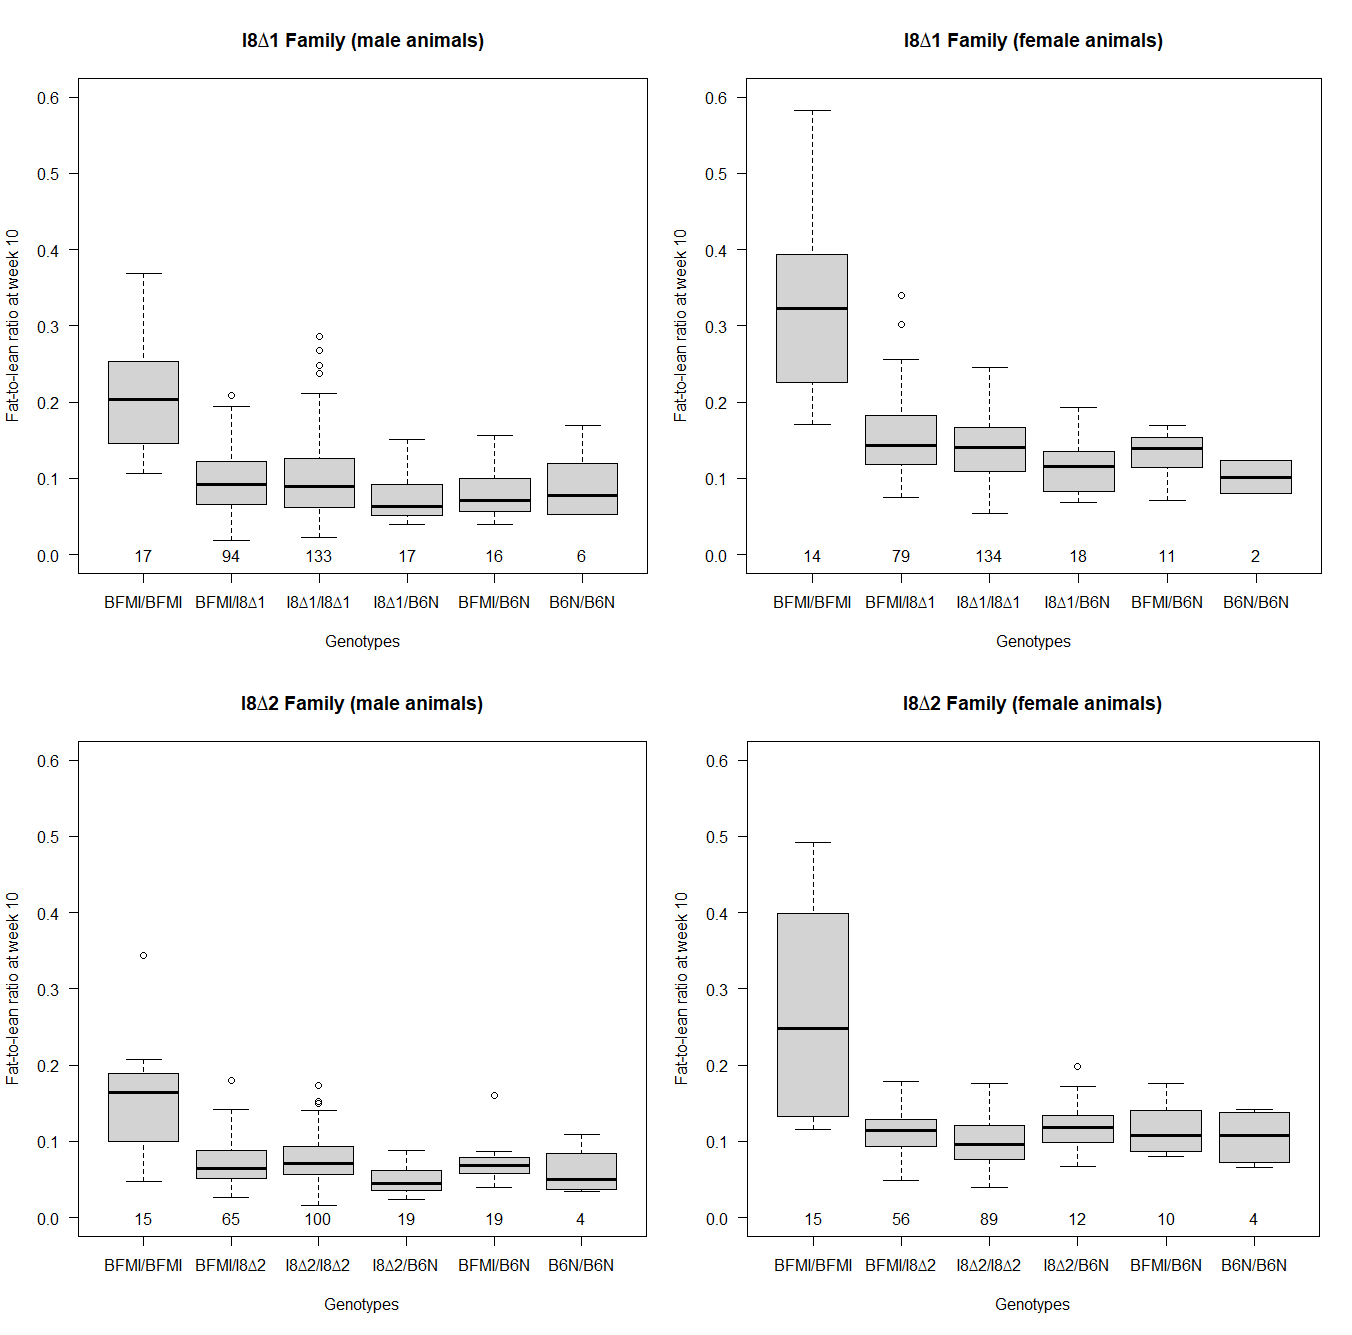 I8Δ1 Family (male animals)
Fat-to-lean ratio at week 10
0.6
0.5
0.4
0.3
0.2
0.1
0.0
17 94 133 17 16 6
BFMI/BFMI BFMI/I8Δ1 I8Δ1/I8Δ1 I8Δ1/B6N BFMI/B6N B6N/B6N
Genotypes
I8Δ1 Family (female animals)
Fat-to-lean ratio at week 10
0.6
0.5
0.4
0.3
0.2
0.1
0.0
14 79 134 18 11 2
BFMI/BFMI BFMI/I8Δ1 I8Δ1/I8Δ1 I8Δ1/B6N BFMI/B6N B6N/B6N
Genotypes
I8Δ2 Family (male animals)
Fat-to-lean ratio at week 10
0.6
0.5
0.4
0.3
0.2
0.1
0.0
15 65 100 19 19 4
BFMI/BFMI BFMI/I8Δ2 I8Δ2/I8Δ2 I8Δ2/B6N BFMI/B6N B6N/B6N
Genotypes
I8Δ2 Family (female animals)
Fat-to-lean ratio at week 10
0.6
0.5
0.4
0.3
0.2
0.1
0.0
15 56 89 12 10 4
BFMI/BFMI BFMI/I8Δ2 I8Δ2/I8Δ2 I8Δ2/B6N BFMI/B6N B6N/B6N
Genotypes